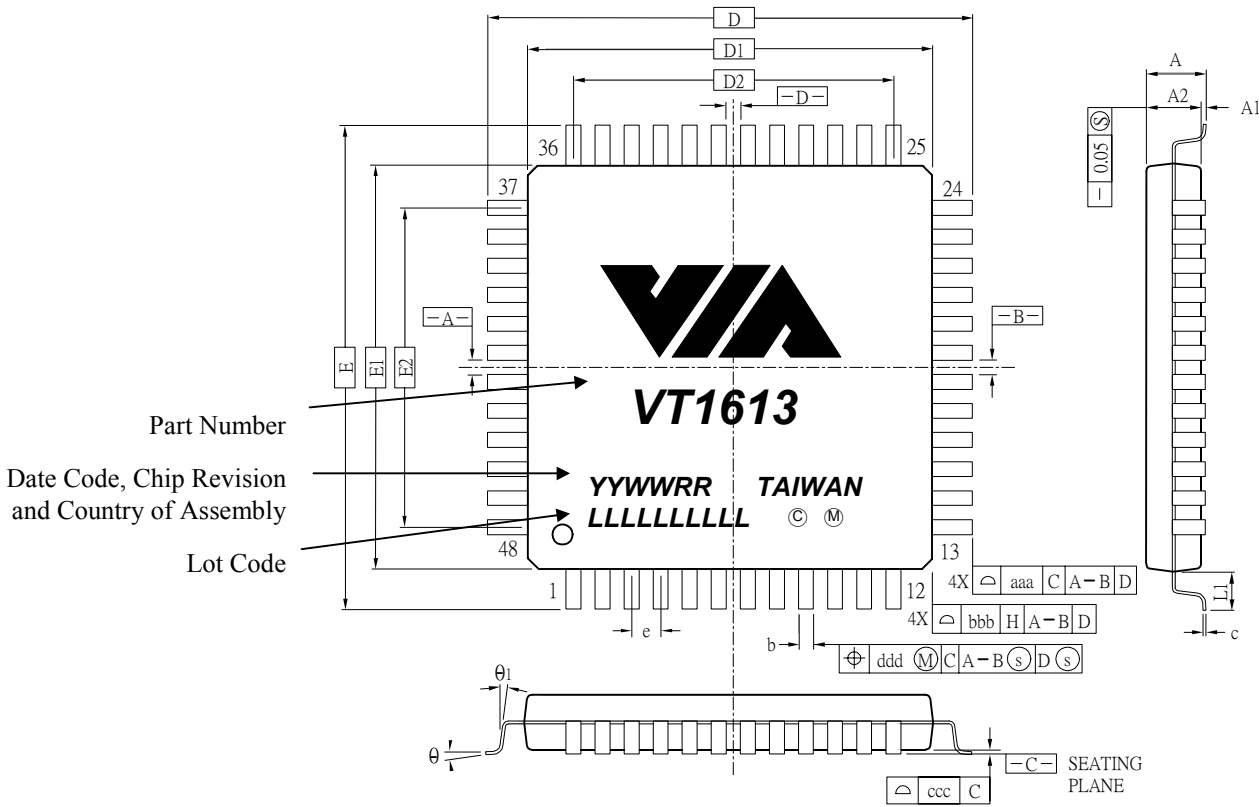 D
D1
D2
-D-
A
A2
A1
- 0.05 Ⓢ
36
25
37
24
-A-
-B-
E
E1
E2
VIA
VT1613
Part Number
Date Code, Chip Revision
and Country of Assembly
YYWWRR TAIWAN
LLLLLLLLLL Ⓒ Ⓜ
Lot Code
48
13
1
12
4X ⌓ aaa C A-B D
4X ⌓ bbb H A-B D
e
b
⌖ ddd Ⓜ C A-B ⓢ D ⓢ
L1
c
θ1
θ
-C- SEATING
PLANE
⌓ ccc C